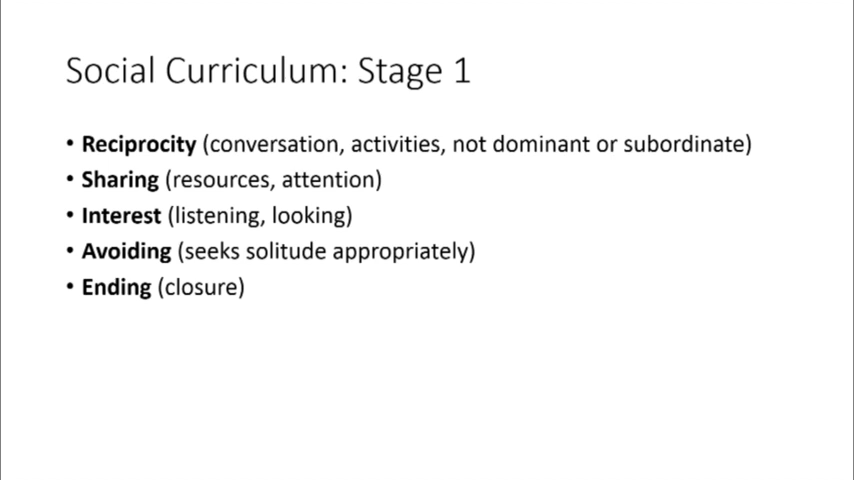 Social Curriculum: Stage 1
• Reciprocity (conversation, activities, not dominant or subordinate)
• Sharing (resources, attention)
• Interest (listening, looking)
• Avoiding (seeks solitude appropriately)
• Ending (closure)